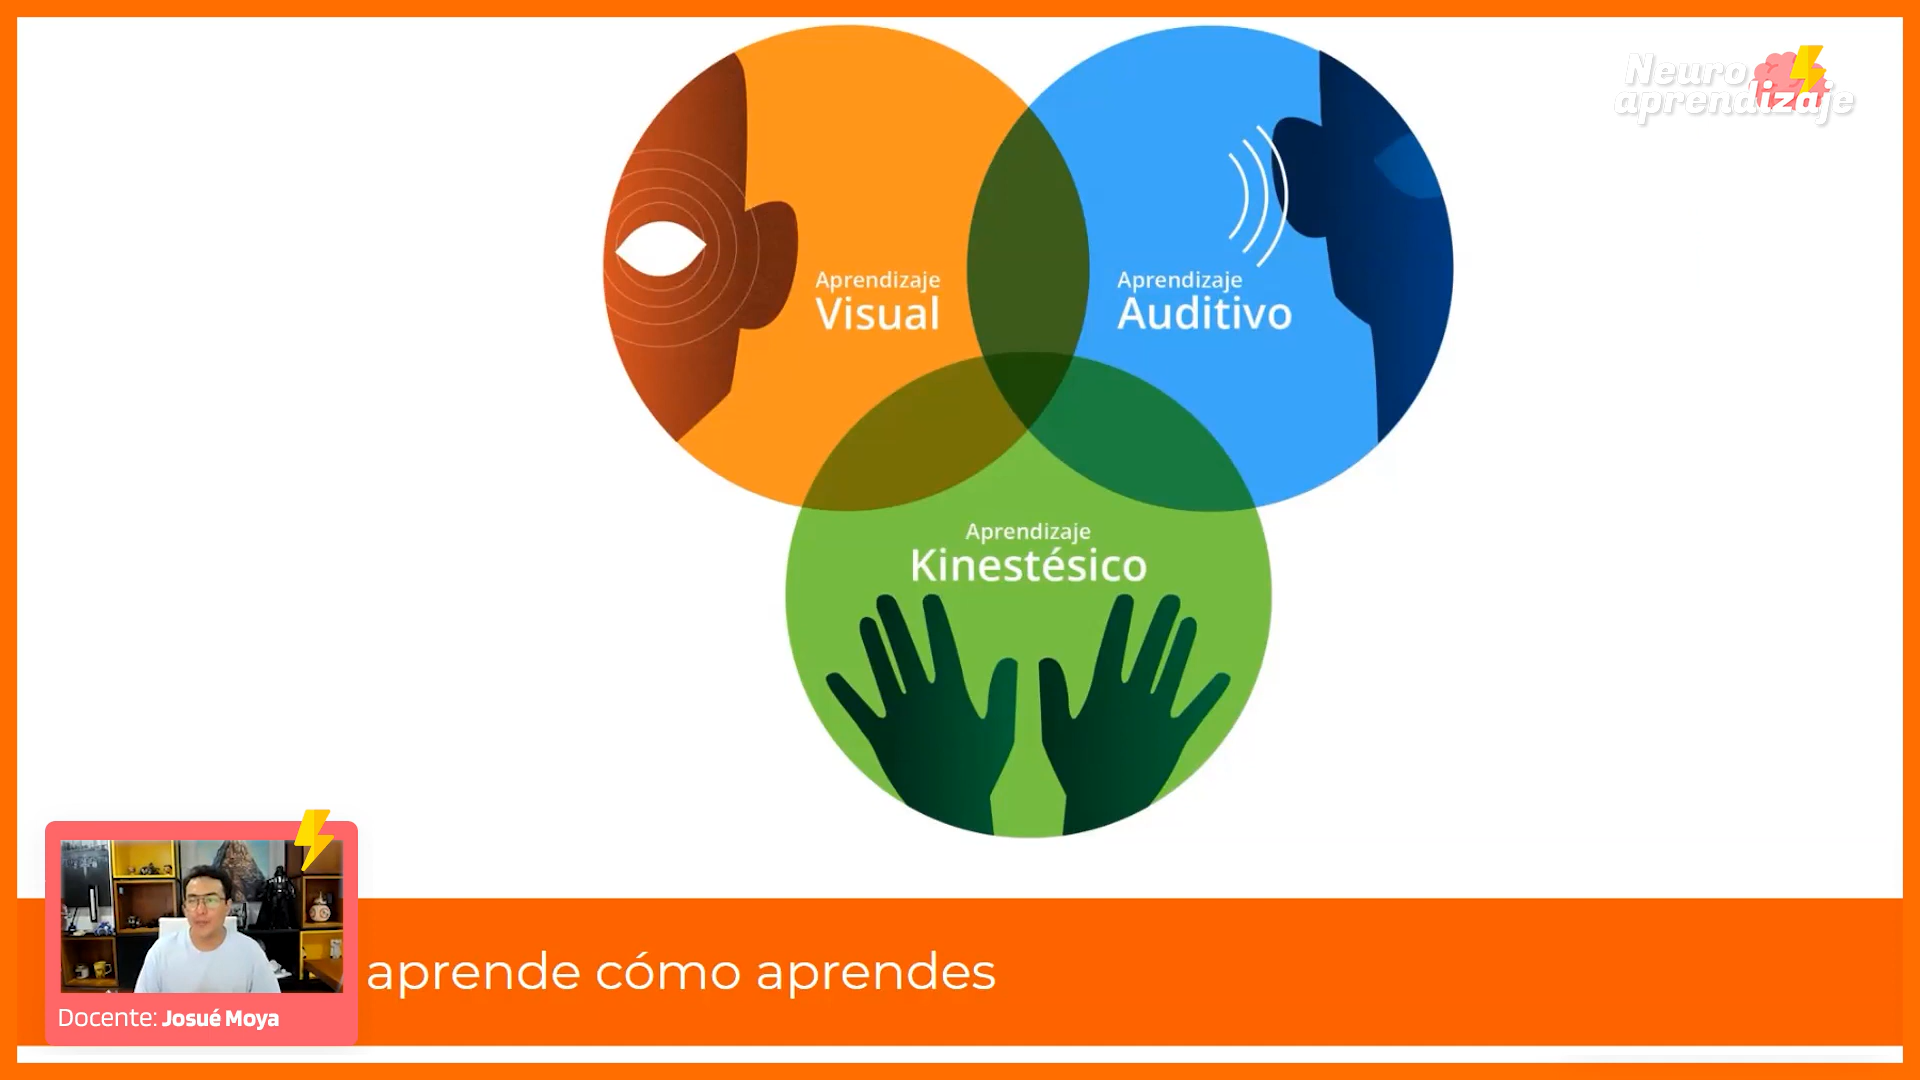 Neuro
aprendizaje
Aprendizaje
Visual
Aprendizaje
Auditivo
Aprendizaje
Kinestésico
aprende cómo aprendes
Docente: Josué Moya